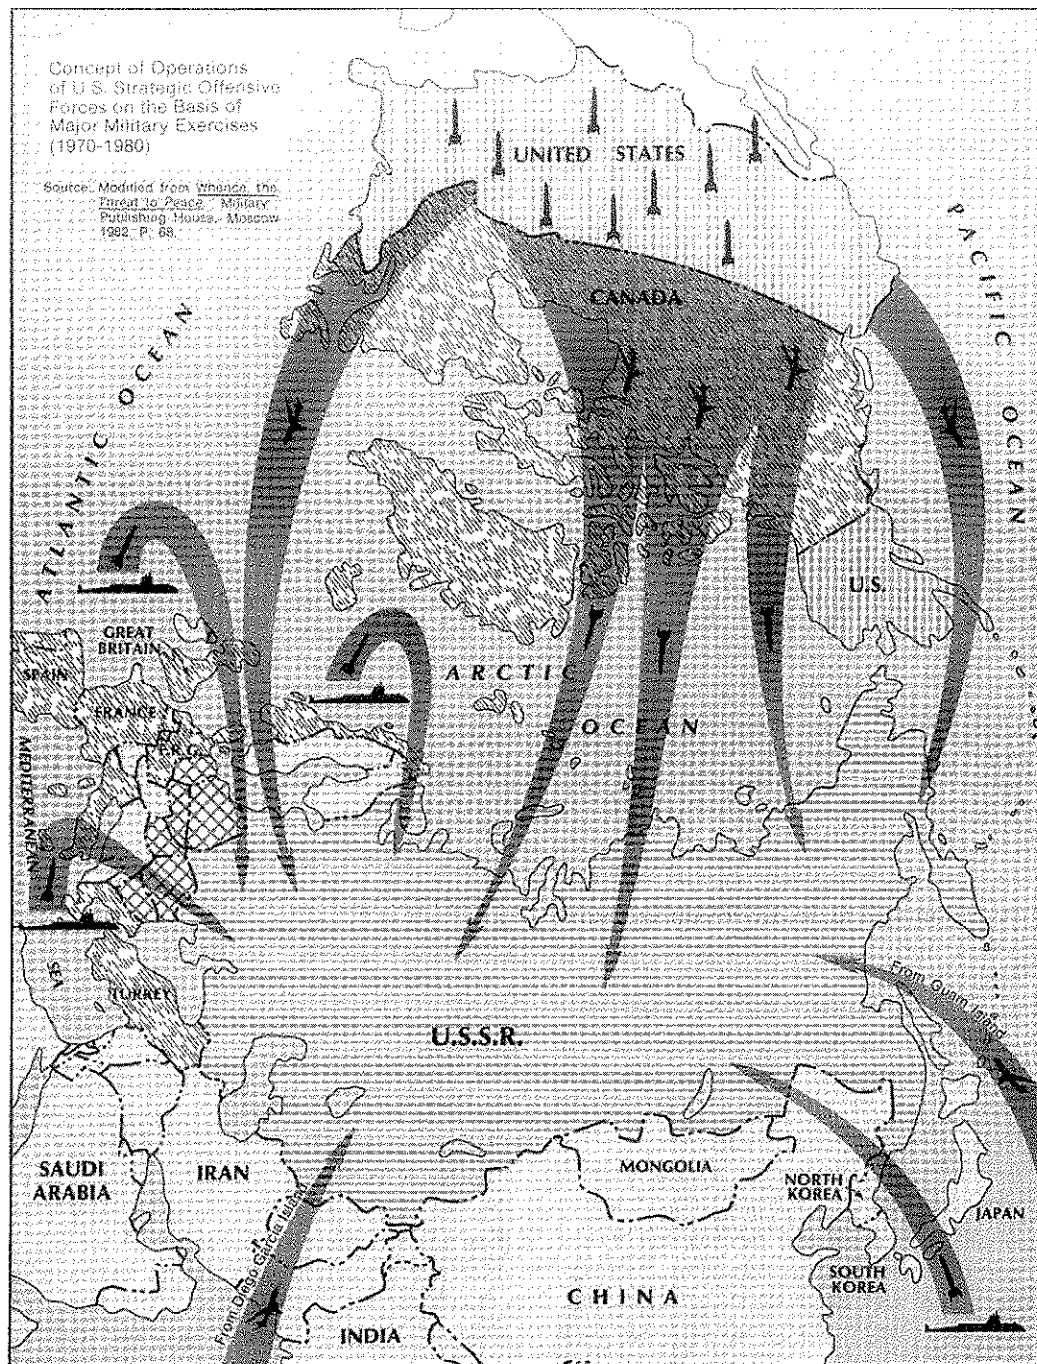 Concept of Operations
of U.S. Strategic Offensive
Forces on the Basis of
Major Military Exercises
(1970-1980)
Source: Modified from Whence the
Threat to Peace, Military
Publishing House, Moscow
1982. P. 68.
UNITED STATES
PACIFIC OCEAN
CANADA
ATLANTIC OCEAN
U.S.
GREAT
BRITAIN
SPAIN
FRANCE
F.R.G.
ARCTIC
OCEAN
MEDITERRANEAN
SEA
TURKEY
From Guam Island
U.S.S.R.
SAUDI
ARABIA
IRAN
MONGOLIA
NORTH
KOREA
JAPAN
From Diego Garcia Island
SOUTH
KOREA
CHINA
INDIA